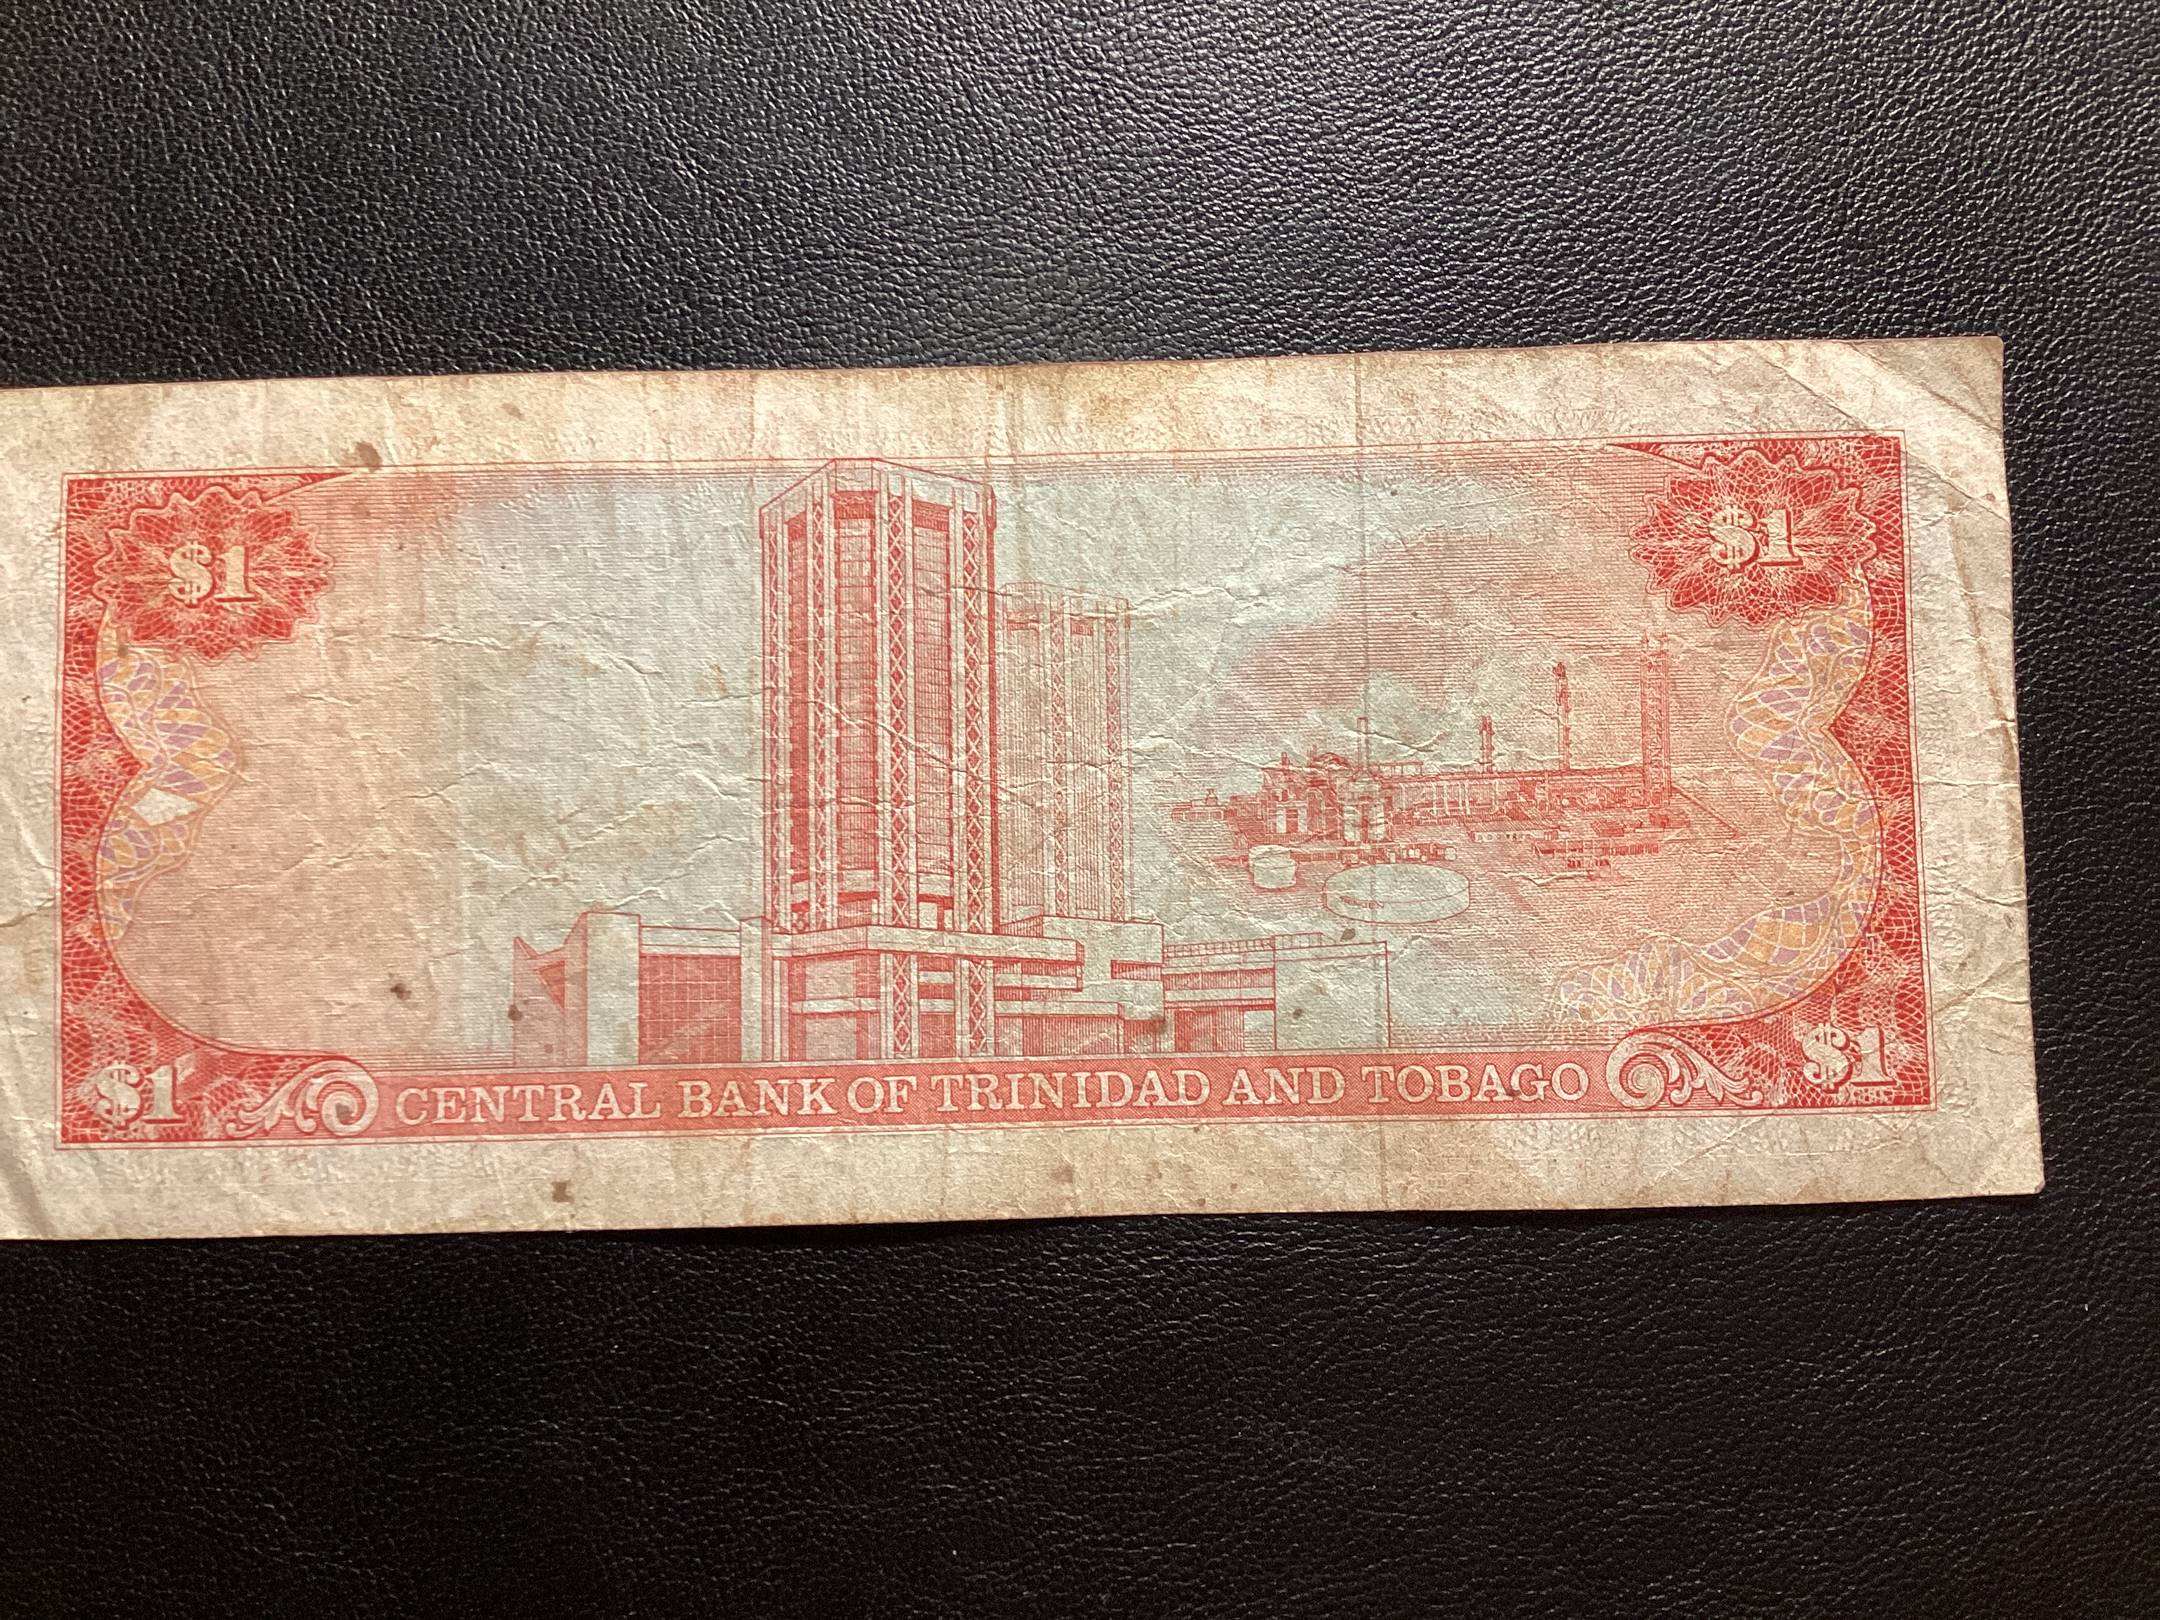 $1 $1
$1 CENTRAL BANK OF TRINIDAD AND TOBAGO $1